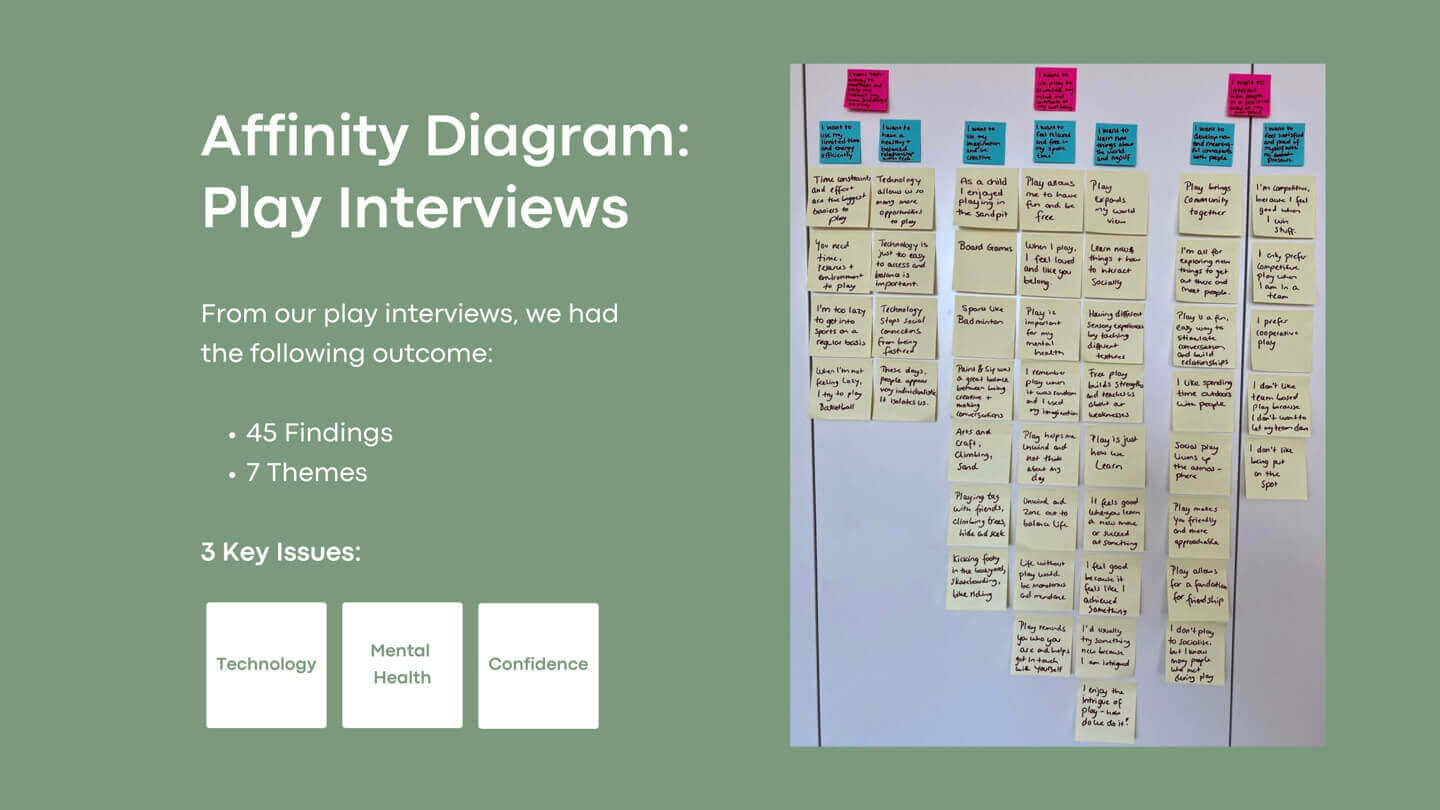 Affinity Diagram:
Play Interviews
From our play interviews, we had
the following outcome:
• 45 Findings
• 7 Themes
3 Key Issues:
Technology
Mental
Health
Confidence
I want to
use my
limited time
and energy
efficiently
Time constraints
and effort
are the biggest
barriers to
play
You need
time,
environment
to play
I'm too lazy
to get into
sports on a
regular basis
When I'm not
feeling lazy,
I try to play
Basketball
I want to
have a
healthy +
balanced
relationship
with tech
Technology
allows us so
many more
opportunities
to play
Technology is
just too easy
to access and
balance is
important.
Technology
stops social
connections
from being
fostered
These days,
people appear
very individualistic
It isolates us.
I want to
use my
imagination
and be
creative
As a child
I enjoyed
playing in
the sandpit
Board Games
Sports like
Badminton
Paint & Sip was
a great balance
between being
creative +
making
conversations
Arts and
Craft,
Climbing,
Sand
Playing tag
with friends,
climbing trees,
hide and seek
Kicking footy
in the backyard,
skateboarding,
bike riding
I want to
feel relaxed
and free in
my spare
time
Play allows
me to have
fun and be
free
When I play,
I feel loved
and like you
belong.
Play is
important
for my
mental
health
I remember
play when
it was random
and I used
my imagination
Play helps me
unwind and
not think
about my
day
Unwind and
Zone out to
balance life
Life without
play would
be monotonous
and mundane
Play reminds
you who you
are and helps
get in touch
with yourself
I want to
learn new
things about
the world
and myself
Play
expands
my world
view
Learn new
things + how
to interact
Socially
Having different
sensory experiences
by touching
different
textures
Free play
builds strengths
and teaches us
about our
weaknesses
Play is just
how we
Learn
It feels good
when you learn
a new move
or succeed
at something
I feel good
because it
feels like I
achieved
something
I'd usually
try something
new because
I am intrigued
I enjoy the
intrigue of
play - how
do we do it?
I want to
develop new
and meaning-
ful connections
with people
Play brings
Community
together
I'm all for
exploring new
things to get
out there and
meet people.
Play is a fun,
easy way to
stimulate
conversation
and build
relationships
I like spending
time outdoors
with people
Social play
livens up
the atmos-
phere
Play makes
you friendly
and more
approachable
Play allows
for a foundation
for friendship
I don't play
to socialise,
but I know
many people
who met
during play
I want to
feel satisfied
and proud of
myself with
I'm competitive,
because I feel
good when
I win
stuff.
I only prefer
competitive
play when
I am in a
team
I prefer
cooperative
play
I don't like
team based
play because
I don't want to
let my team down
I don't like
being put
on the
spot